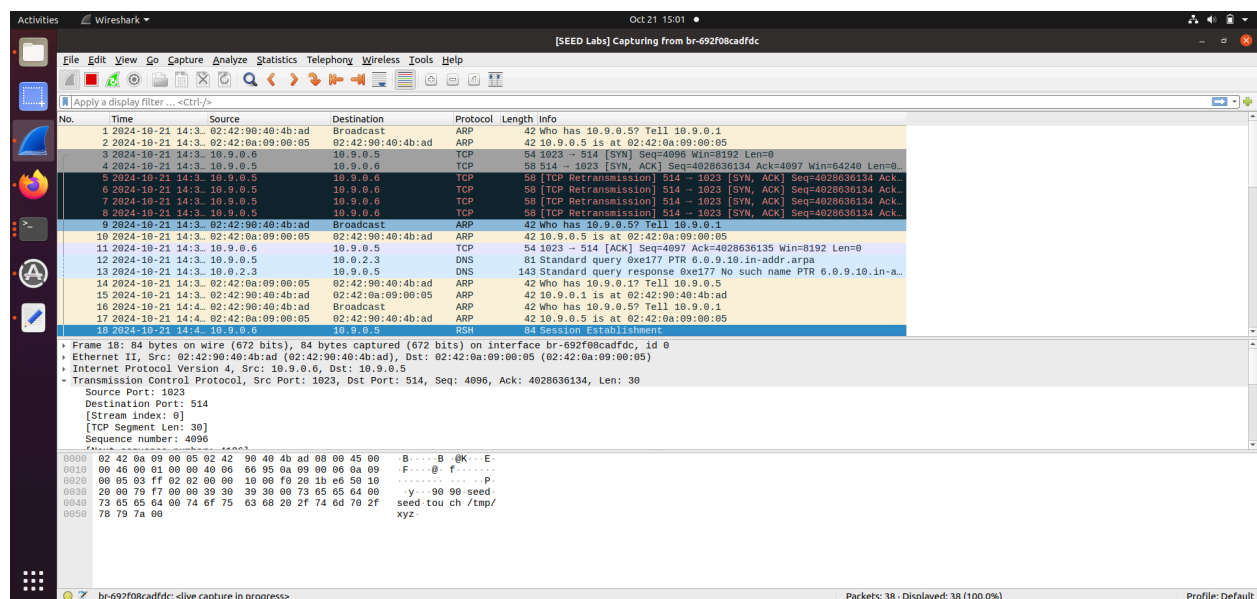 Activities Wireshark Oct 21 15:01
[SEED Labs] Capturing from br-692f08cadfdc
File Edit View Go Capture Analyze Statistics Telephony Wireless Tools Help
Apply a display filter ... <Ctrl-/>
No. Time Source Destination Protocol Length Info
1 2024-10-21 14:3… 02:42:90:40:4b:ad Broadcast ARP 42 Who has 10.9.0.5? Tell 10.9.0.1
2 2024-10-21 14:3… 02:42:0a:09:00:05 02:42:90:40:4b:ad ARP 42 10.9.0.5 is at 02:42:0a:09:00:05
3 2024-10-21 14:3… 10.9.0.6 10.9.0.5 TCP 54 1023 → 514 [SYN] Seq=4096 Win=8192 Len=0
4 2024-10-21 14:3… 10.9.0.5 10.9.0.6 TCP 58 514 → 1023 [SYN, ACK] Seq=4028636134 Ack=4097 Win=64240 Len=0…
5 2024-10-21 14:3… 10.9.0.5 10.9.0.6 TCP 58 [TCP Retransmission] 514 → 1023 [SYN, ACK] Seq=4028636134 Ack…
6 2024-10-21 14:3… 10.9.0.5 10.9.0.6 TCP 58 [TCP Retransmission] 514 → 1023 [SYN, ACK] Seq=4028636134 Ack…
7 2024-10-21 14:3… 10.9.0.5 10.9.0.6 TCP 58 [TCP Retransmission] 514 → 1023 [SYN, ACK] Seq=4028636134 Ack…
8 2024-10-21 14:3… 10.9.0.5 10.9.0.6 TCP 58 [TCP Retransmission] 514 → 1023 [SYN, ACK] Seq=4028636134 Ack…
9 2024-10-21 14:3… 02:42:90:40:4b:ad Broadcast ARP 42 Who has 10.9.0.5? Tell 10.9.0.1
10 2024-10-21 14:3… 02:42:0a:09:00:05 02:42:90:40:4b:ad ARP 42 10.9.0.5 is at 02:42:0a:09:00:05
11 2024-10-21 14:3… 10.9.0.6 10.9.0.5 TCP 54 1023 → 514 [ACK] Seq=4097 Ack=4028636135 Win=8192 Len=0
12 2024-10-21 14:3… 10.9.0.5 10.0.2.3 DNS 81 Standard query 0xe177 PTR 6.0.9.10.in-addr.arpa
13 2024-10-21 14:3… 10.0.2.3 10.9.0.5 DNS 143 Standard query response 0xe177 No such name PTR 6.0.9.10.in-a…
14 2024-10-21 14:3… 02:42:0a:09:00:05 02:42:90:40:4b:ad ARP 42 Who has 10.9.0.1? Tell 10.9.0.5
15 2024-10-21 14:3… 02:42:90:40:4b:ad 02:42:0a:09:00:05 ARP 42 10.9.0.1 is at 02:42:90:40:4b:ad
16 2024-10-21 14:4… 02:42:90:40:4b:ad Broadcast ARP 42 Who has 10.9.0.5? Tell 10.9.0.1
17 2024-10-21 14:4… 02:42:0a:09:00:05 02:42:90:40:4b:ad ARP 42 10.9.0.5 is at 02:42:0a:09:00:05
18 2024-10-21 14:4… 10.9.0.6 10.9.0.5 RSH 84 Session Establishment
Frame 18: 84 bytes on wire (672 bits), 84 bytes captured (672 bits) on interface br-692f08cadfdc, id 0
Ethernet II, Src: 02:42:90:40:4b:ad (02:42:90:40:4b:ad), Dst: 02:42:0a:09:00:05 (02:42:0a:09:00:05)
Internet Protocol Version 4, Src: 10.9.0.6, Dst: 10.9.0.5
Transmission Control Protocol, Src Port: 1023, Dst Port: 514, Seq: 4096, Ack: 4028636134, Len: 30
Source Port: 1023
Destination Port: 514
[Stream index: 0]
[TCP Segment Len: 30]
Sequence number: 4096
0000 02 42 0a 09 00 05 02 42 90 40 4b ad 08 00 45 00 ·B·····B ·@K···E·
0010 00 46 00 01 00 00 40 06 66 95 0a 09 00 06 0a 09 ·F····@· f·······
0020 00 05 03 ff 02 02 00 00 10 00 f0 20 1b e6 50 10 ········ ··· ··P·
0030 20 00 79 f7 00 00 39 30 39 30 00 73 65 65 64 00 ·y···90 90·seed·
0040 73 65 65 64 00 74 6f 75 63 68 20 2f 74 6d 70 2f seed·tou ch /tmp/
0050 78 79 7a 00 xyz·
br-692f08cadfdc: <live capture in progress> Packets: 38 · Displayed: 38 (100.0%) Profile: Default